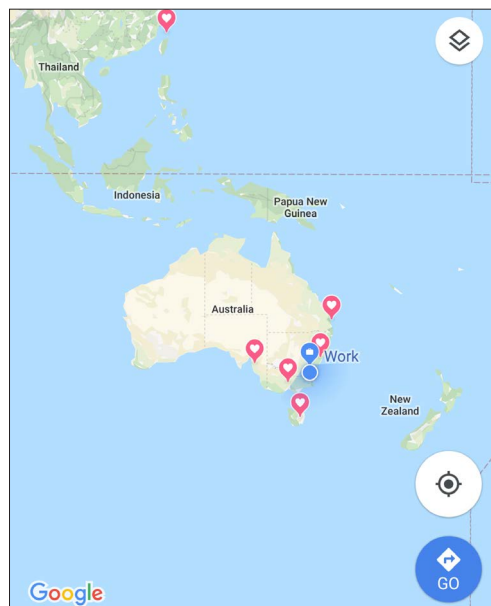 Thailand
Indonesia
Papua New
Guinea
Australia
Work
New
Zealand
GO
Google